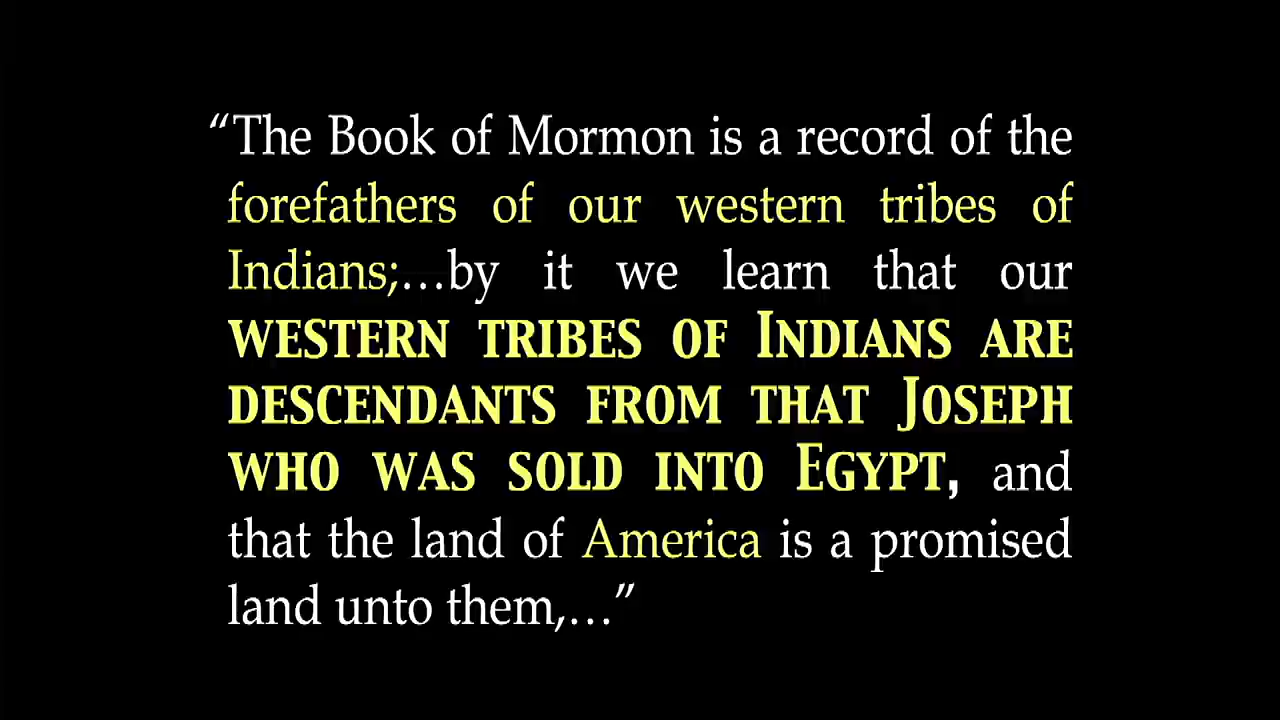 “The Book of Mormon is a record of the
forefathers of our western tribes of
Indians;…by it we learn that our
WESTERN TRIBES OF INDIANS ARE
DESCENDANTS FROM THAT JOSEPH
WHO WAS SOLD INTO EGYPT, and
that the land of America is a promised
land unto them,…”